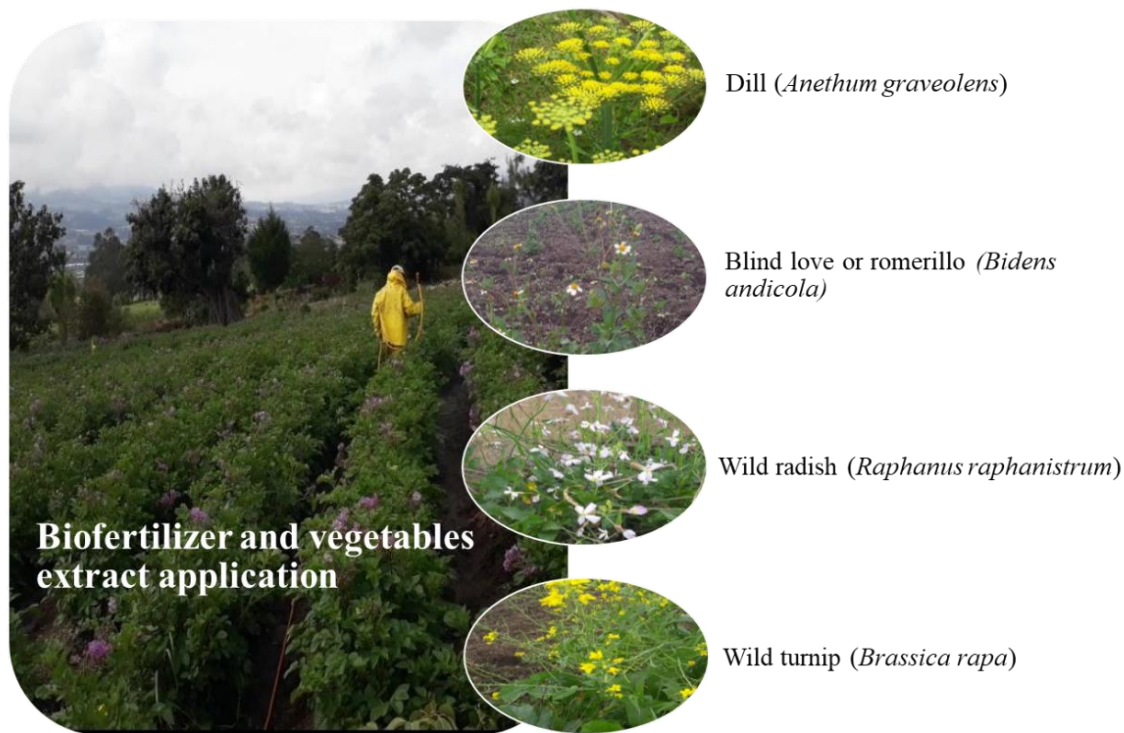 Dill (Anethum graveolens)
Blind love or romerillo (Bidens
andicola)
Wild radish (Raphanus raphanistrum)
Biofertilizer and vegetables
extract application
Wild turnip (Brassica rapa)